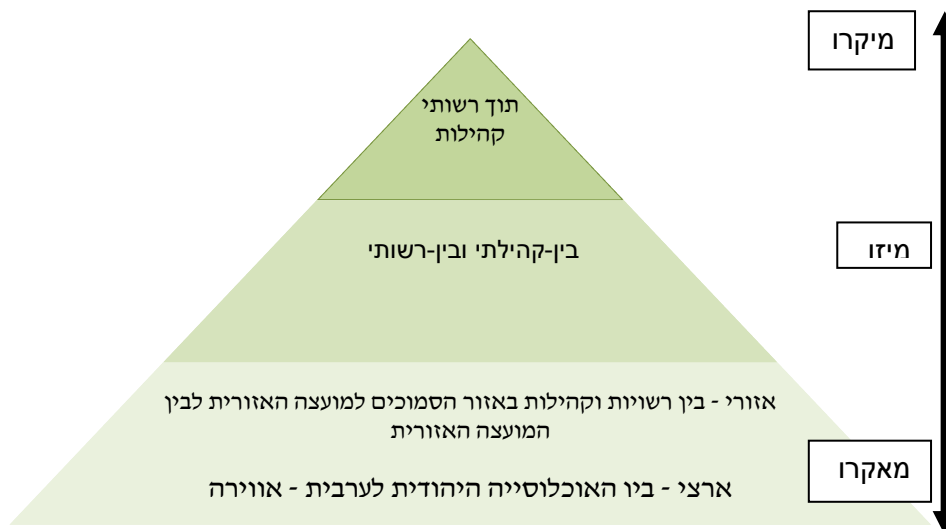 מיקרו
תוך רשותי
קהילות
מיזו
בין-קהילתי ובין-רשותי
אזורי - בין רשויות וקהילות באזור הסמוכים למועצה האזורית לבין
המועצה האזורית
מאקרו
ארצי - ביו האוכלוסייה היהודית לערבית - אווירה